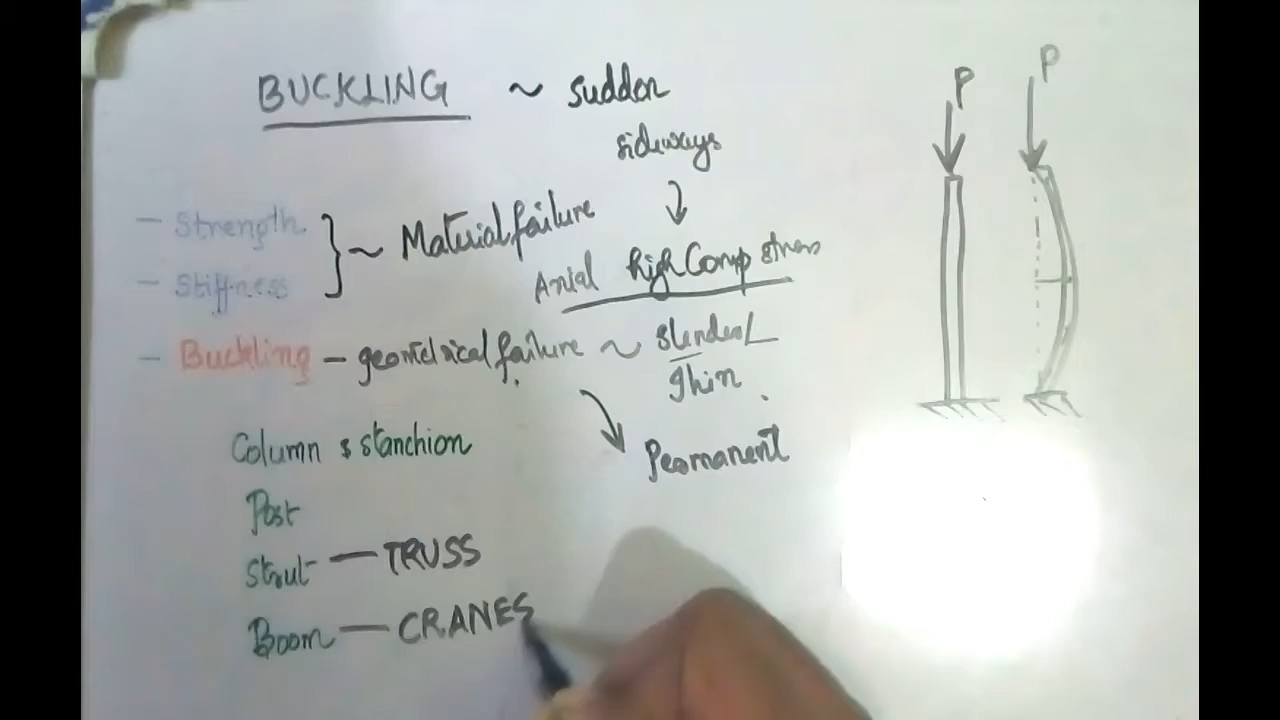 BUCKLING ~ sudden
sideways
- Strength
- Stiffness
} ~ Material failure
Axial high Comp stress
- Buckling - geometrical failure ~ slender
thin
Permanent
Column & stanchion
Post
Strut - TRUSS
Boom - CRANES
P
P